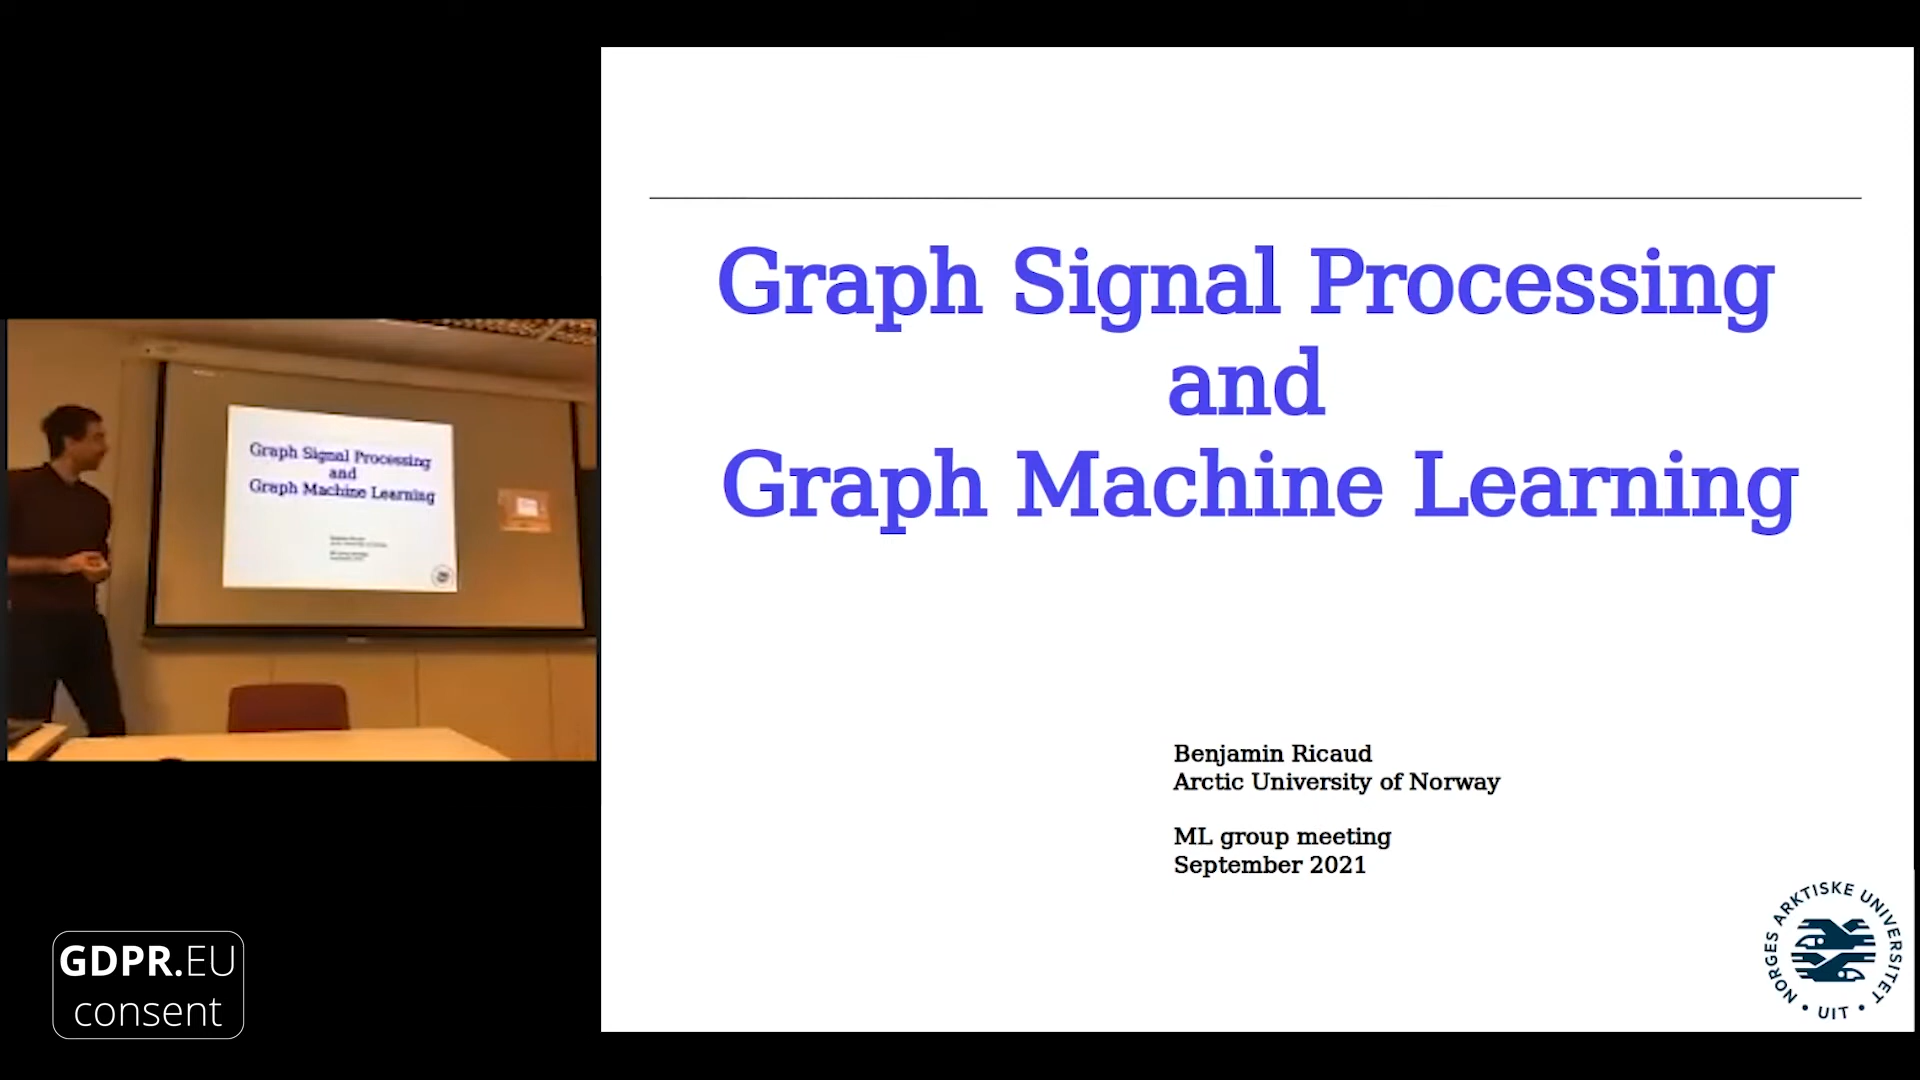 Graph Signal Processing
and
Graph Machine Learning
Benjamin Ricaud
Arctic University of Norway
ML group meeting
September 2021
NORGES ARKTISKE UNIVERSITET
• UIT •
Graph Signal Processing
and
Graph Machine Learning
GDPR.EU
consent